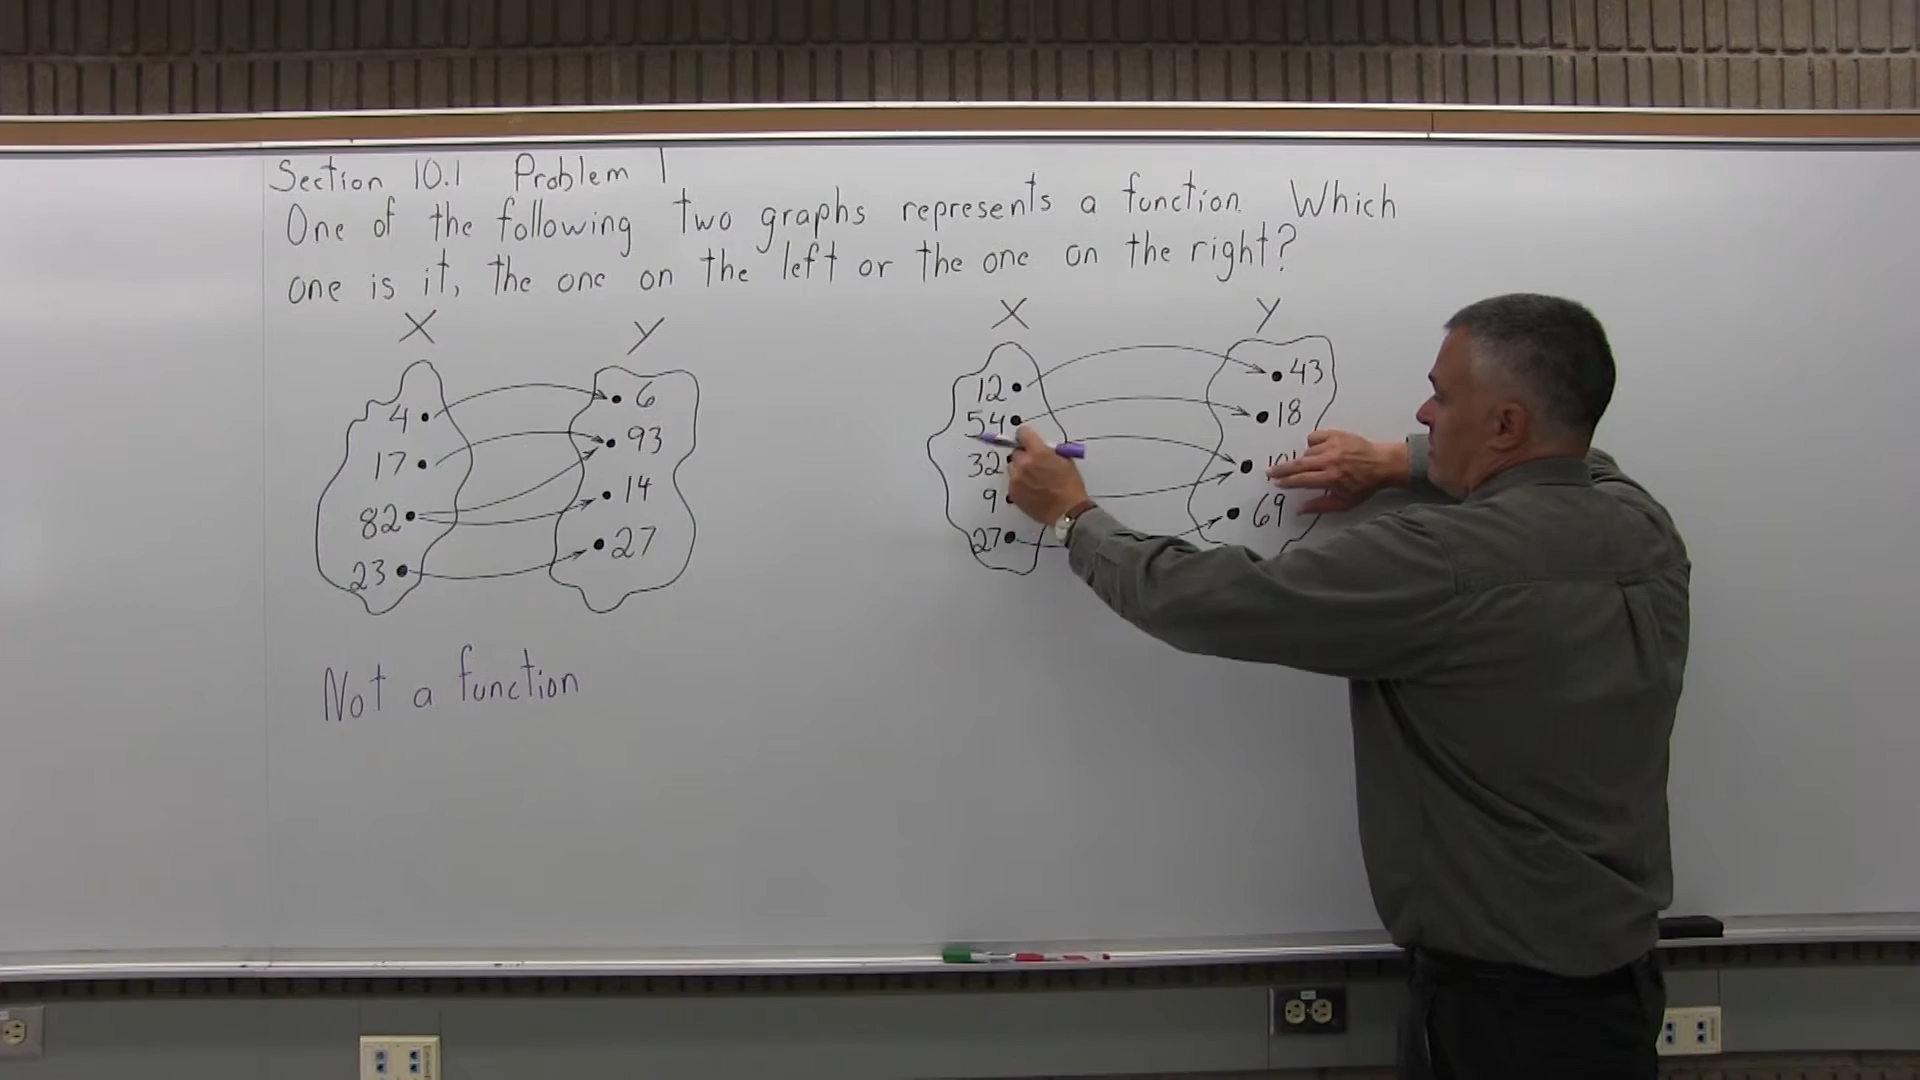 Section 10.1 Problem 1
One of the following two graphs represents a function. Which
one is it, the one on the left or the one on the right?
X
Y
4
17
82
23
6
93
14
27
X
Y
12
54
32
9
27
43
18
69
Not a function